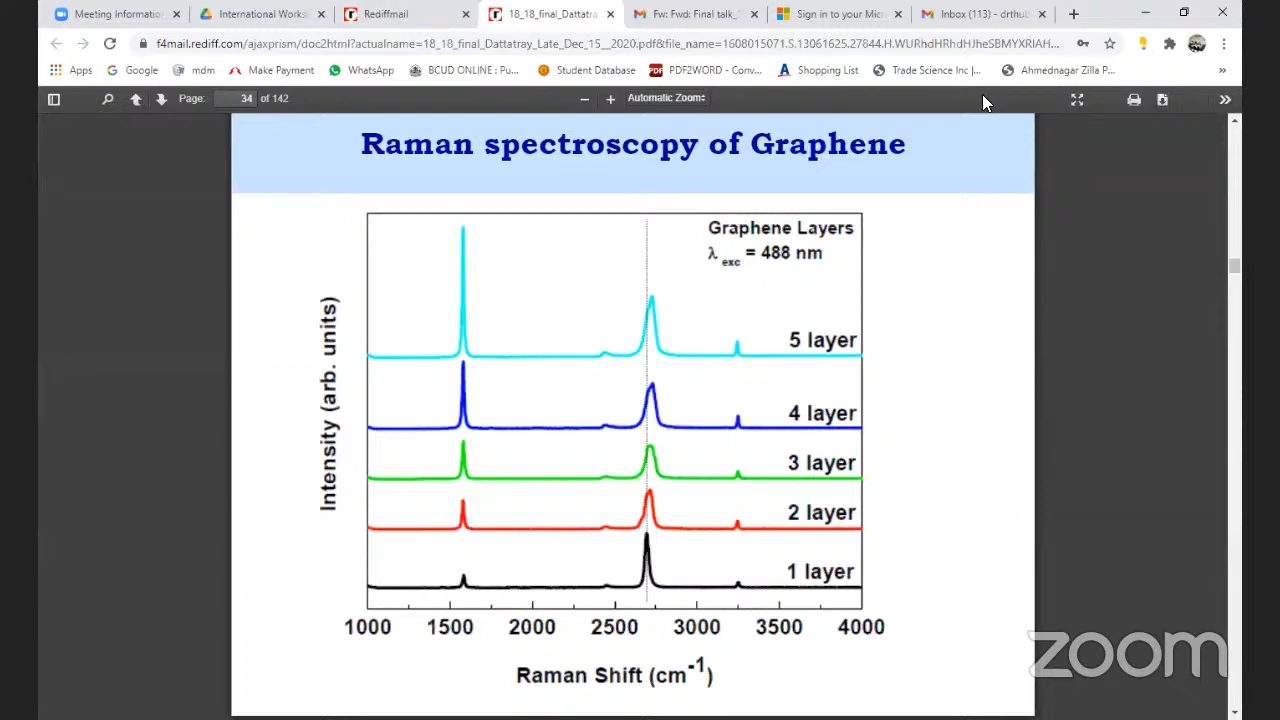 Meeting Information
International Works
Rediffmail
18_18_final_Dattatra
Fw: Fwd: Final talk_
Sign in to your Micr
Inbox (113) - drthub
f4mail.rediff.com/ajaxprism/doc2html?actualname=18_18_final_Dattatray_Late_Dec_15__2020.pdf&file_name=1608015071.S.13061625.27844.H.WURhdHRhdHJheSBMYXRlIAH...
Apps
Google
mdm
Make Payment
WhatsApp
BCUD ONLINE : Pu...
Student Database
PDF2WORD - Conv...
Shopping List
Trade Science Inc |...
Ahmednagar Zilla P...
»
Page: 34 of 142
Automatic Zoom
Raman spectroscopy of Graphene
Graphene Layers
λ exc = 488 nm
5 layer
4 layer
3 layer
2 layer
1 layer
Intensity (arb. units)
1000 1500 2000 2500 3000 3500 4000
Raman Shift (cm-1)
zoom